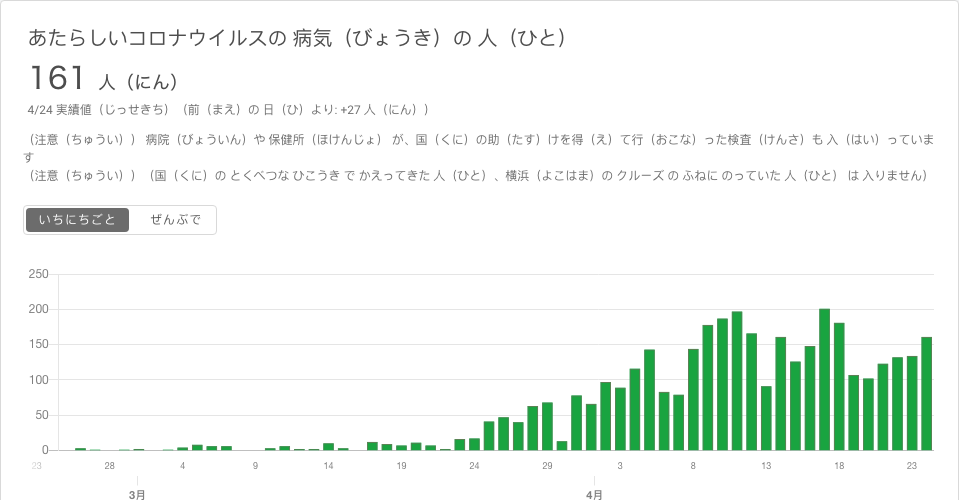 あたらしいコロナウイルスの 病気（びょうき）の 人（ひと）
161 人（にん）
4/24 実績値（じっせきち）（前（まえ）の 日（ひ）より: +27 人（にん））
（注意（ちゅうい）） 病院（びょういん）や 保健所（ほけんじょ） が、国（くに）の助（たす）けを得（え）て行（おこな）った検査（けんさ）も 入（はい）っていま
す
（注意（ちゅうい））（国（くに）の とくべつな ひこうき で かえってきた 人（ひと）、横浜（よこはま）の クルーズ の ふねに のっていた 人（ひと） は 入りません）
いちにちごと ぜんぶで
250
200
150
100
50
0
23 28 4 9 14 19 24 29 3 8 13 18 23
3月 4月